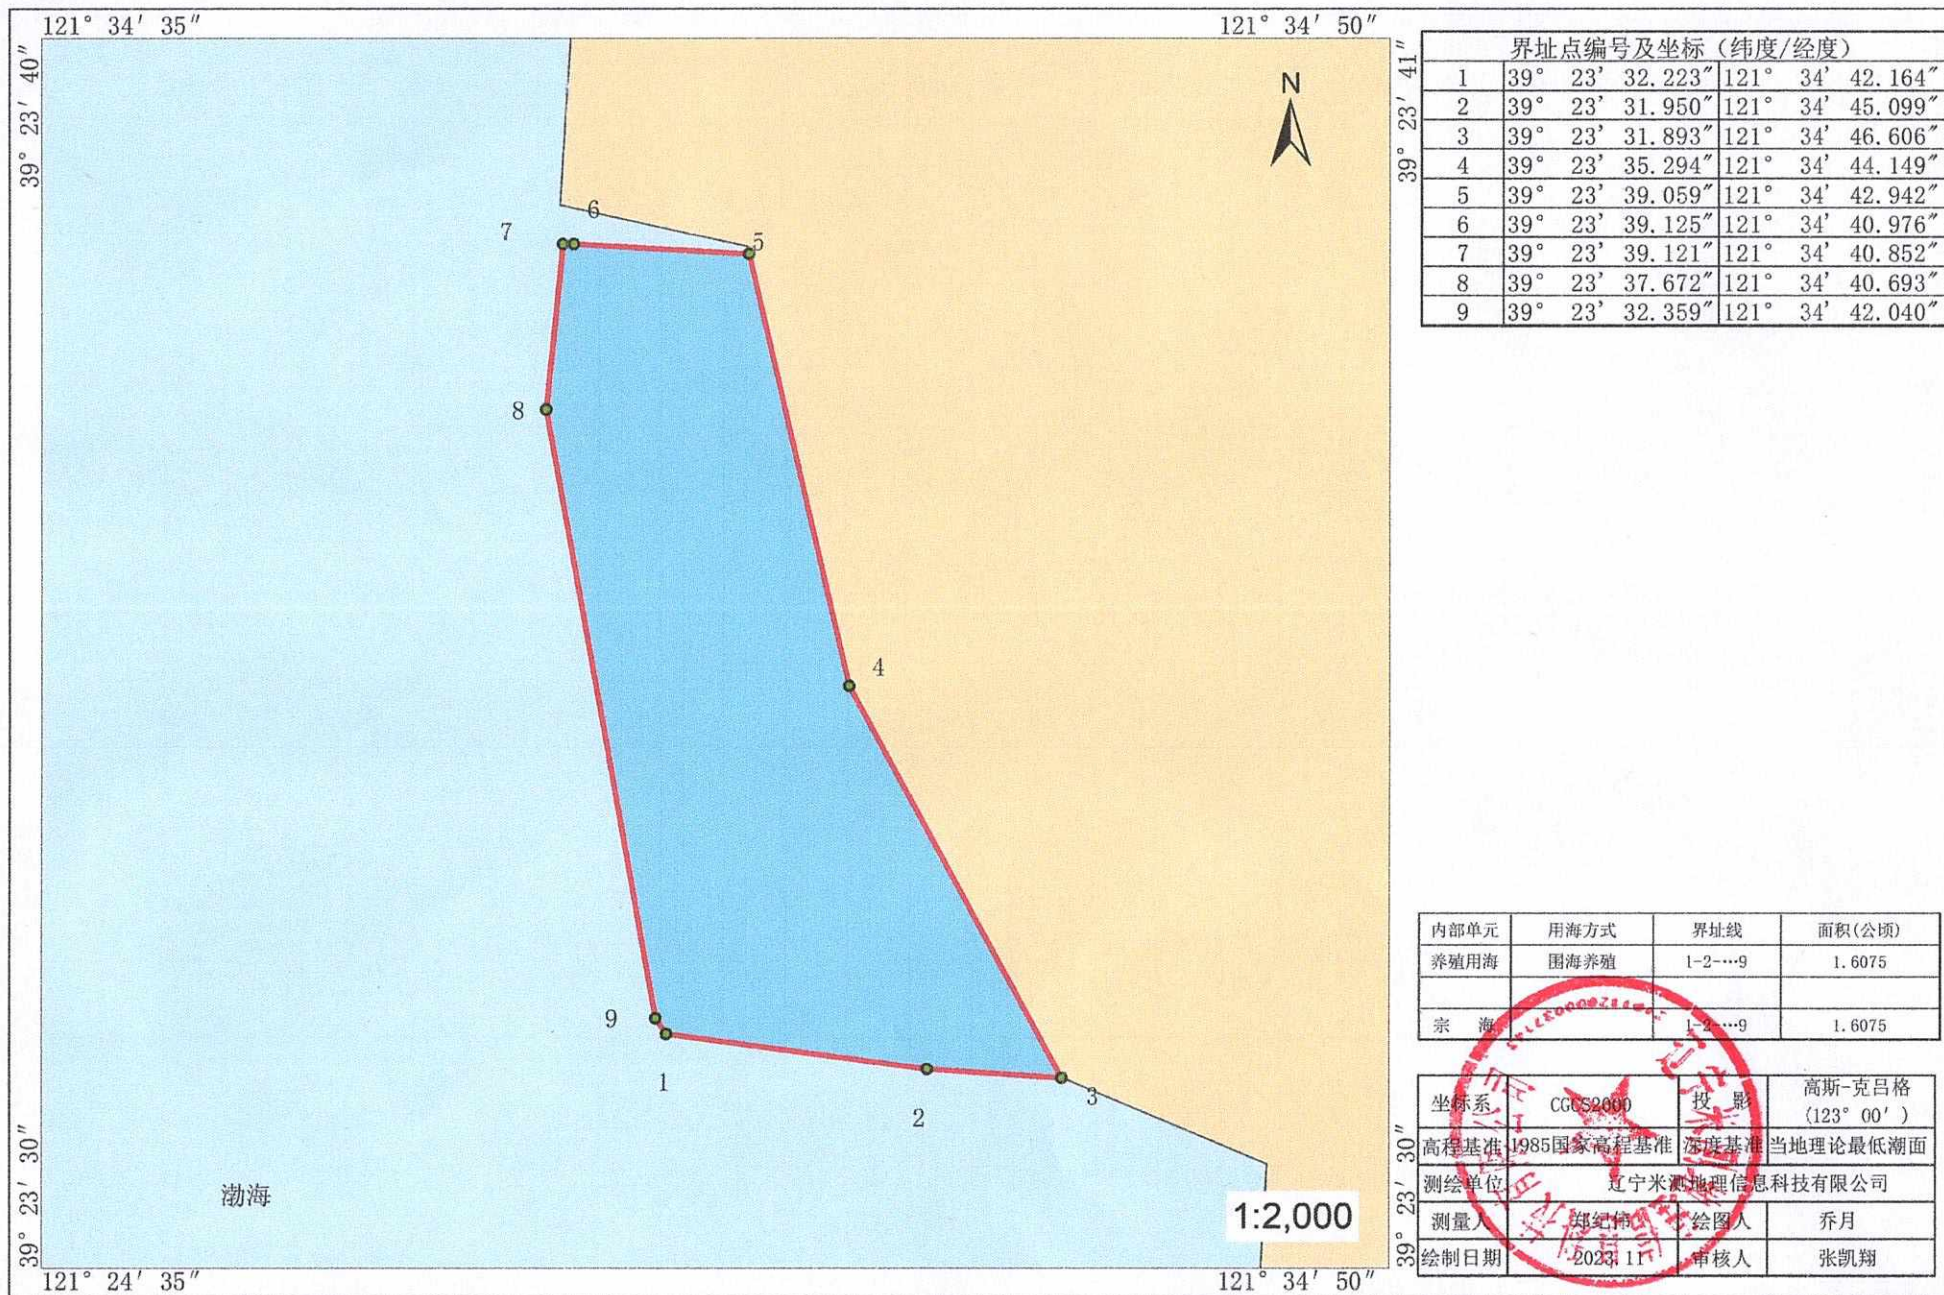 121° 34′ 35″ 121° 34′ 50″
39° 23′ 40″
39° 23′ 41″
N
6
7
5
8
4
9
1
2
3
渤海
1:2,000
39° 23′ 30″
39° 23′ 30″
121° 24′ 35″ 121° 34′ 50″
界址点编号及坐标（纬度/经度）
1 39° 23′ 32.223″ 121° 34′ 42.164″
2 39° 23′ 31.950″ 121° 34′ 45.099″
3 39° 23′ 31.893″ 121° 34′ 46.606″
4 39° 23′ 35.294″ 121° 34′ 44.149″
5 39° 23′ 39.059″ 121° 34′ 42.942″
6 39° 23′ 39.125″ 121° 34′ 40.976″
7 39° 23′ 39.121″ 121° 34′ 40.852″
8 39° 23′ 37.672″ 121° 34′ 40.693″
9 39° 23′ 32.359″ 121° 34′ 42.040″
内部单元 用海方式 界址线 面积(公顷)
养殖用海 围海养殖 1-2-…9 1.6075
宗 海 1-2-…9 1.6075
坐标系 CGCS2000 投 影 高斯-克吕格
(123° 00′)
高程基准 1985国家高程基准 深度基准 当地理论最低潮面
测绘单位 辽宁米测地理信息科技有限公司
测量人 郑纪伟 绘图人 乔月
绘制日期 2023.11 审核人 张凯翔